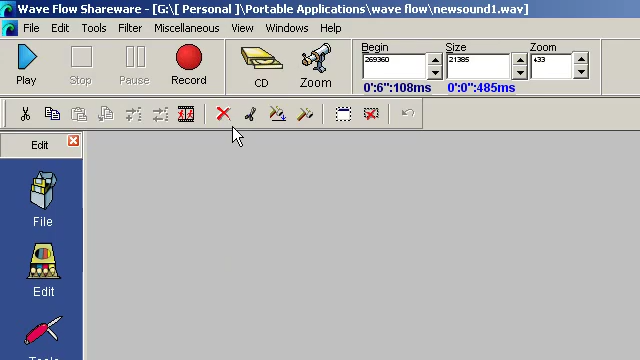 Wave Flow Shareware - [G:\[ Personal ]\Portable Applications\wave flow\newsound1.wav]
File Edit Tools Filter Miscellaneous View Windows Help
Begin Size Zoom
269360 21385 433
Play Stop Pause Record CD Zoom
0':6":108ms 0':0":485ms
Edit
File
Edit
Tools